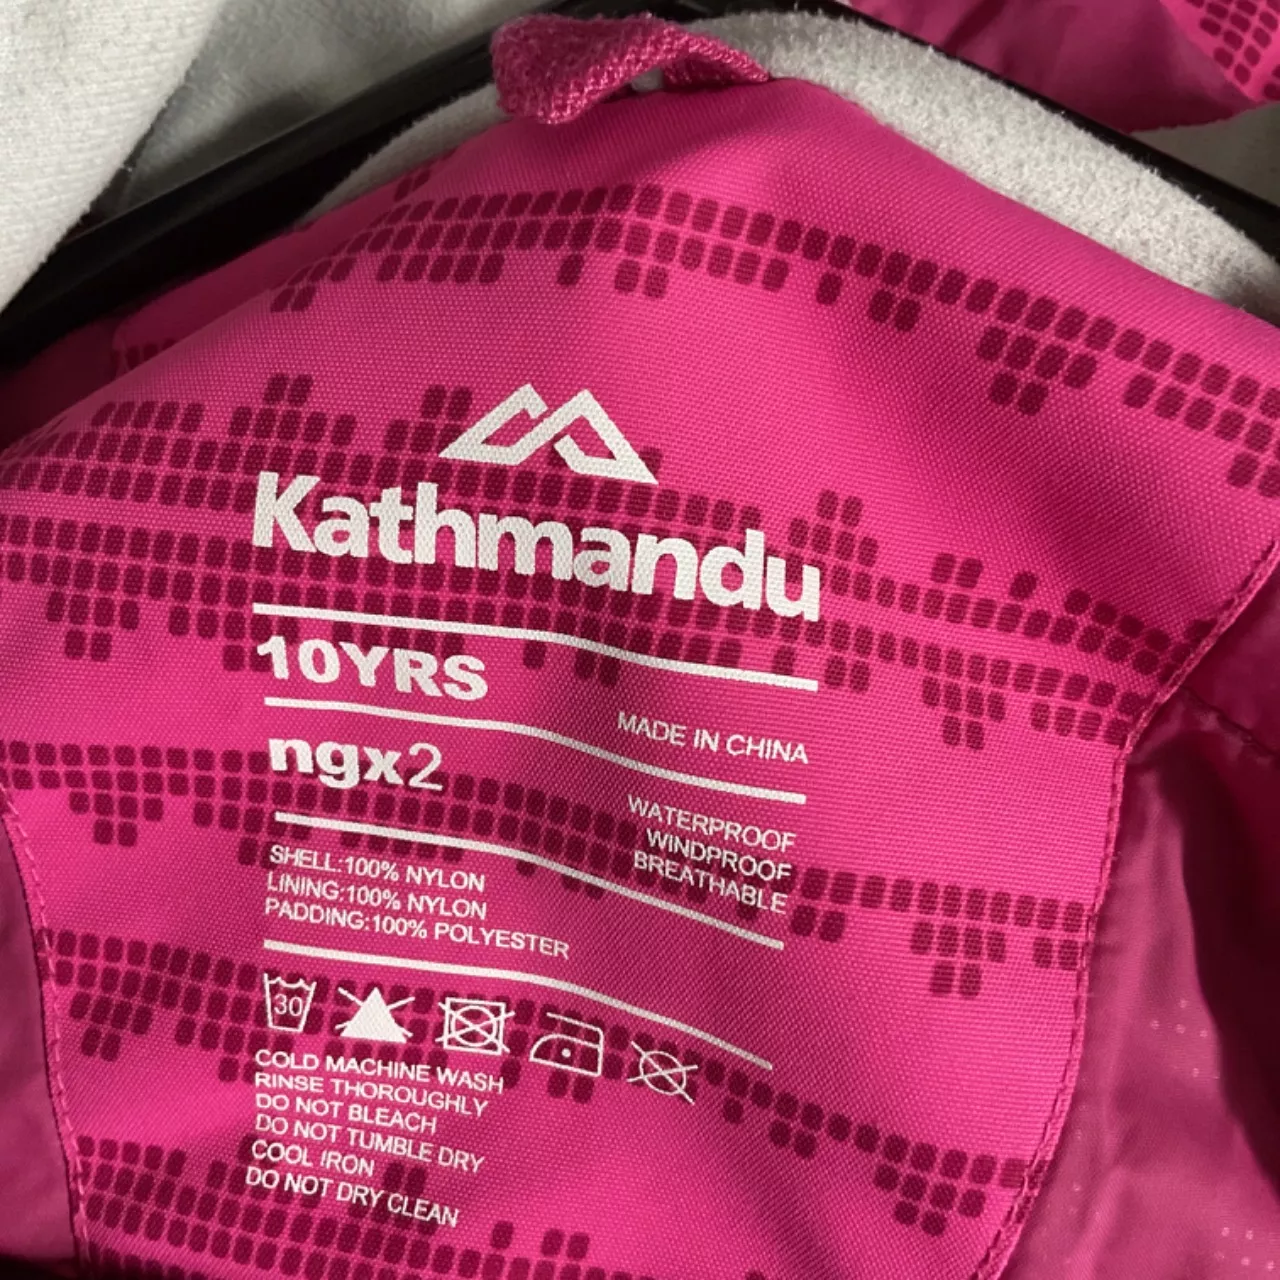 Kathmandu
10YRS
MADE IN CHINA
ngx2
WATERPROOF
WINDPROOF
BREATHABLE
SHELL:100% NYLON
LINING:100% NYLON
PADDING:100% POLYESTER
30
COLD MACHINE WASH
RINSE THOROUGHLY
DO NOT BLEACH
DO NOT TUMBLE DRY
COOL IRON
DO NOT DRY CLEAN